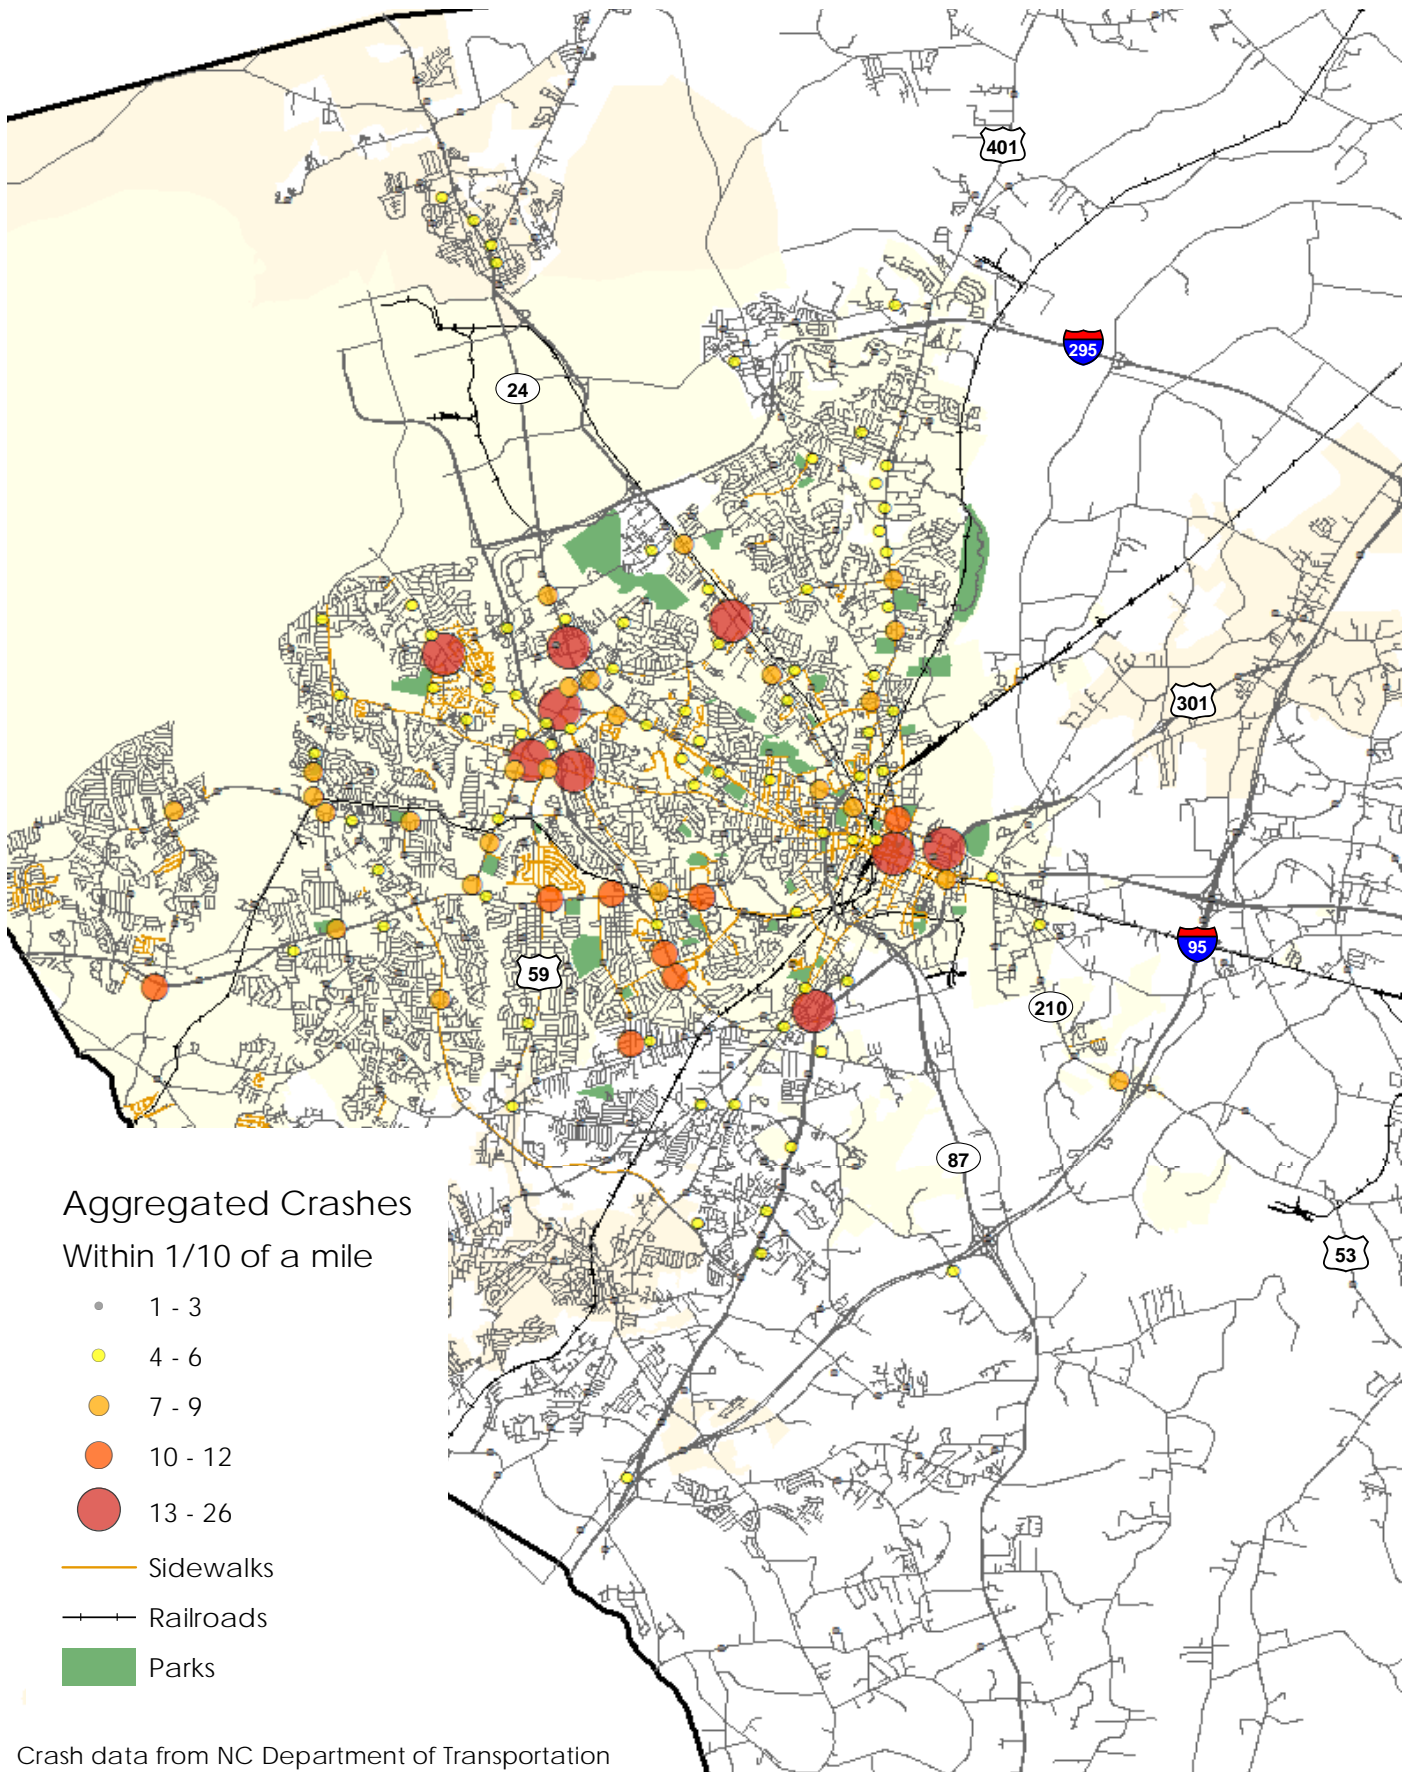 401
295
24
301
59
95
210
87
53
Aggregated Crashes
Within 1/10 of a mile
1 - 3
4 - 6
7 - 9
10 - 12
13 - 26
Sidewalks
Railroads
Parks
Crash data from NC Department of Transportation